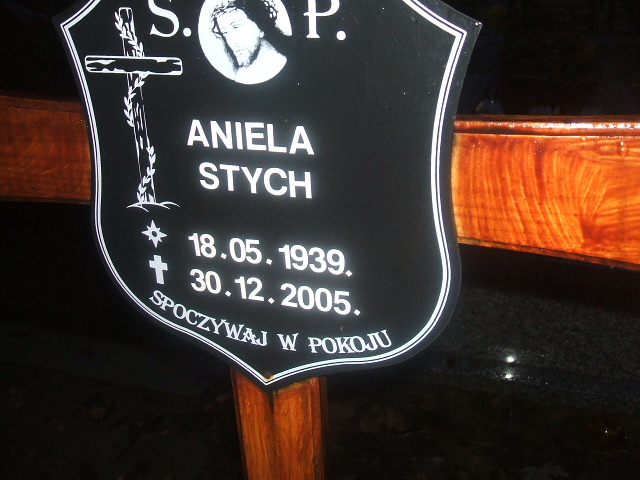 S. P.
ANIELA
STYCH
18.05.1939.
30.12.2005.
SPOCZYWAJ W POKOJU